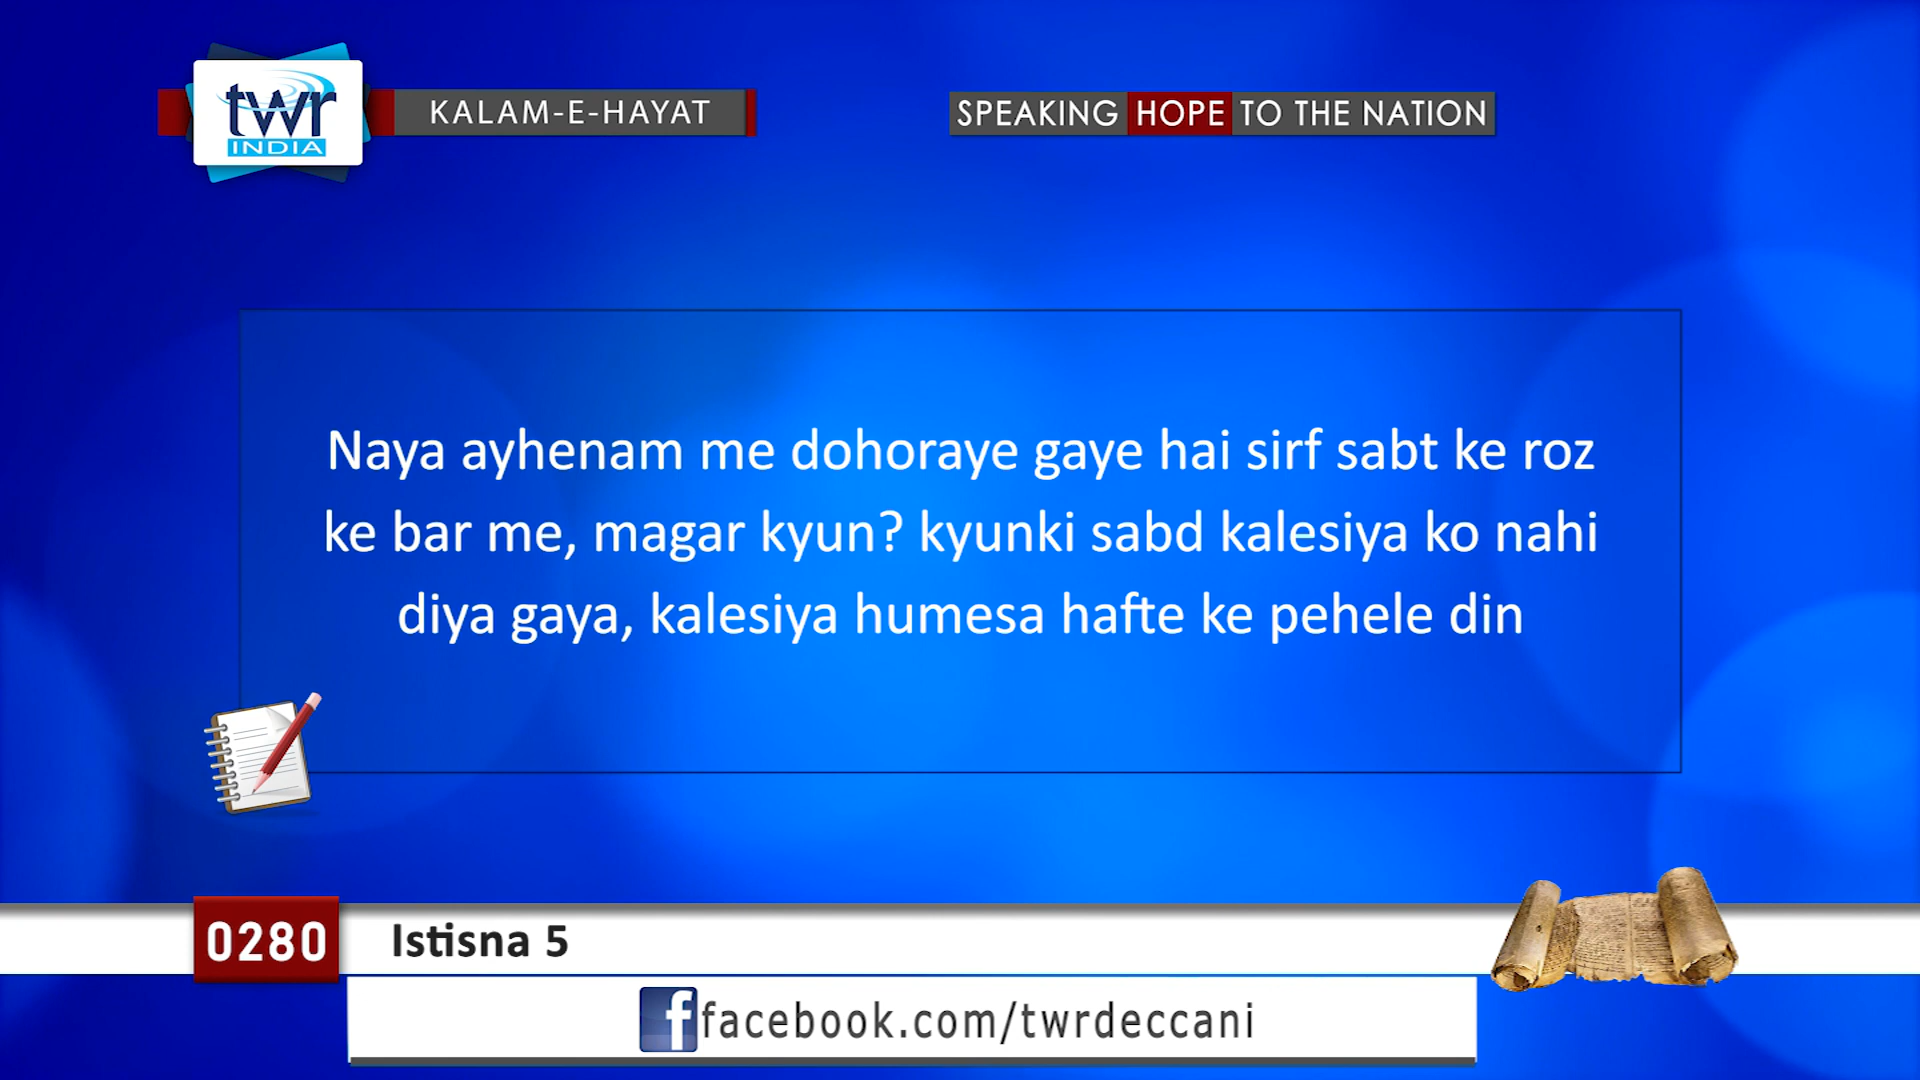 twr
INDIA
KALAM-E-HAYAT
SPEAKING HOPE TO THE NATION
Naya ayhenam me dohoraye gaye hai sirf sabt ke roz
ke bar me, magar kyun? kyunki sabd kalesiya ko nahi
diya gaya, kalesiya humesa hafte ke pehele din
0280
Istisna 5
facebook.com/twrdeccani